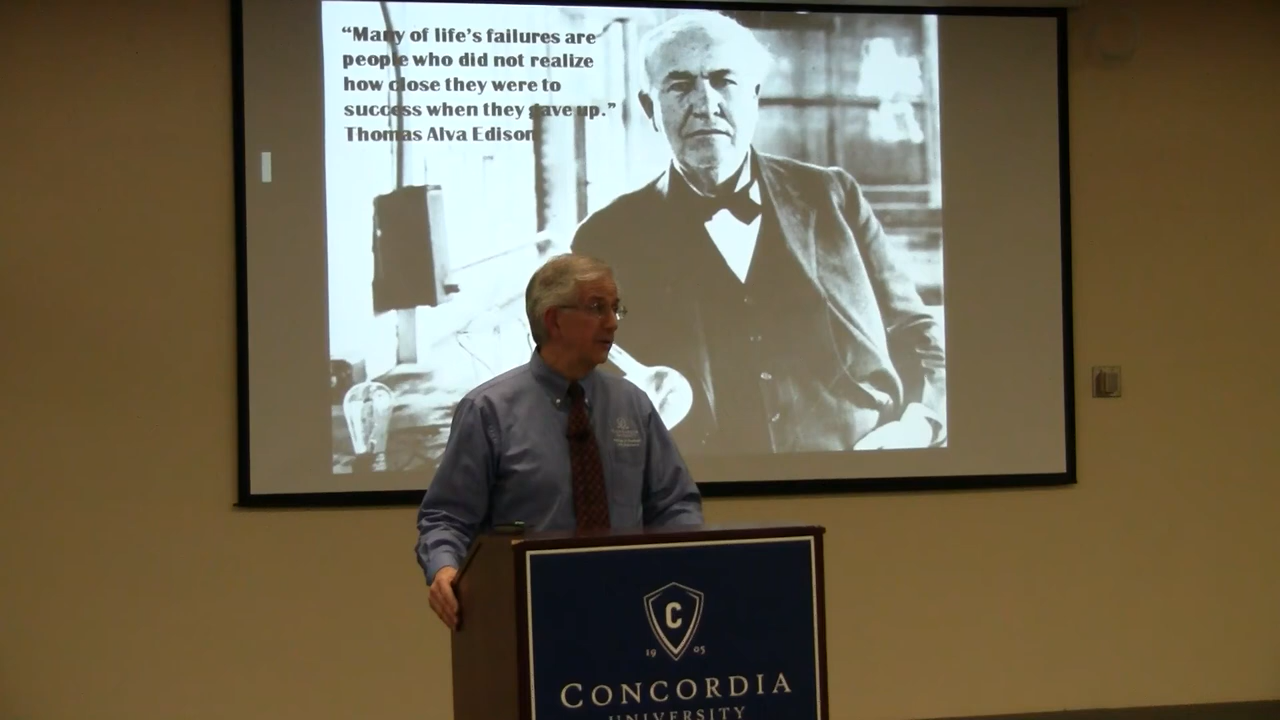 “Many of life’s failures are
people who did not realize
how close they were to
success when they gave up.”
Thomas Alva Edison
C
19 05
CONCORDIA
UNIVERSITY